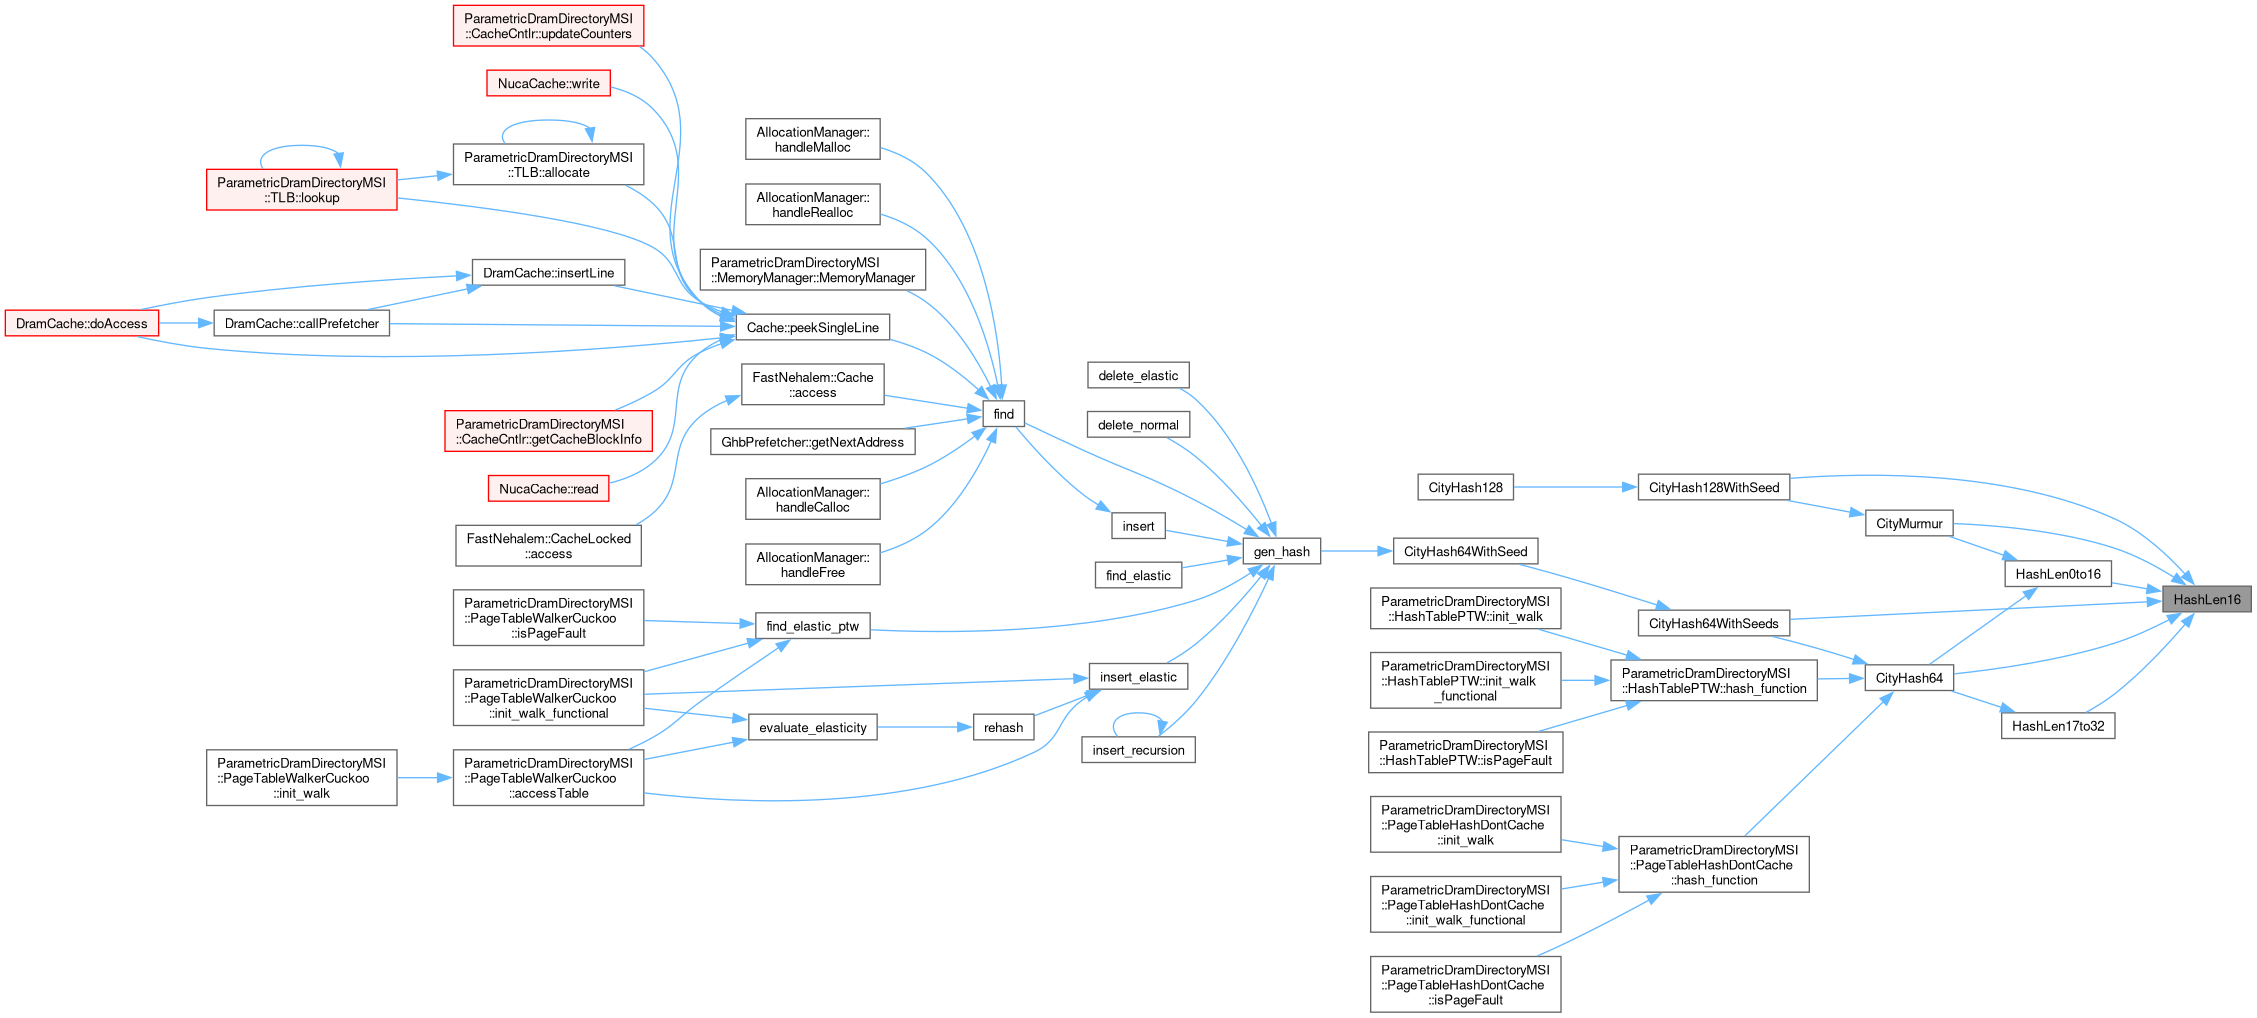 ParametricDramDirectoryMSI
::CacheCntlr::updateCounters
NucaCache::write
ParametricDramDirectoryMSI
::TLB::allocate
ParametricDramDirectoryMSI
::TLB::lookup
DramCache::insertLine
DramCache::doAccess
DramCache::callPrefetcher
ParametricDramDirectoryMSI
::CacheCntlr::getCacheBlockInfo
NucaCache::read
FastNehalem::CacheLocked
::access
ParametricDramDirectoryMSI
::PageTableWalkerCuckoo
::isPageFault
ParametricDramDirectoryMSI
::PageTableWalkerCuckoo
::init_walk_functional
ParametricDramDirectoryMSI
::PageTableWalkerCuckoo
::init_walk
ParametricDramDirectoryMSI
::PageTableWalkerCuckoo
::accessTable
AllocationManager::
handleMalloc
AllocationManager::
handleRealloc
ParametricDramDirectoryMSI
::MemoryManager::MemoryManager
Cache::peekSingleLine
FastNehalem::Cache
::access
GhbPrefetcher::getNextAddress
AllocationManager::
handleCalloc
AllocationManager::
handleFree
find_elastic_ptw
evaluate_elasticity
find
rehash
delete_elastic
delete_normal
insert
find_elastic
insert_elastic
insert_recursion
gen_hash
CityHash128
CityHash64WithSeed
ParametricDramDirectoryMSI
::HashTablePTW::init_walk
ParametricDramDirectoryMSI
::HashTablePTW::init_walk
_functional
ParametricDramDirectoryMSI
::HashTablePTW::isPageFault
ParametricDramDirectoryMSI
::PageTableHashDontCache
::init_walk
ParametricDramDirectoryMSI
::PageTableHashDontCache
::init_walk_functional
ParametricDramDirectoryMSI
::PageTableHashDontCache
::isPageFault
CityHash128WithSeed
CityHash64WithSeeds
ParametricDramDirectoryMSI
::HashTablePTW::hash_function
ParametricDramDirectoryMSI
::PageTableHashDontCache
::hash_function
CityMurmur
CityHash64
HashLen0to16
HashLen17to32
HashLen16